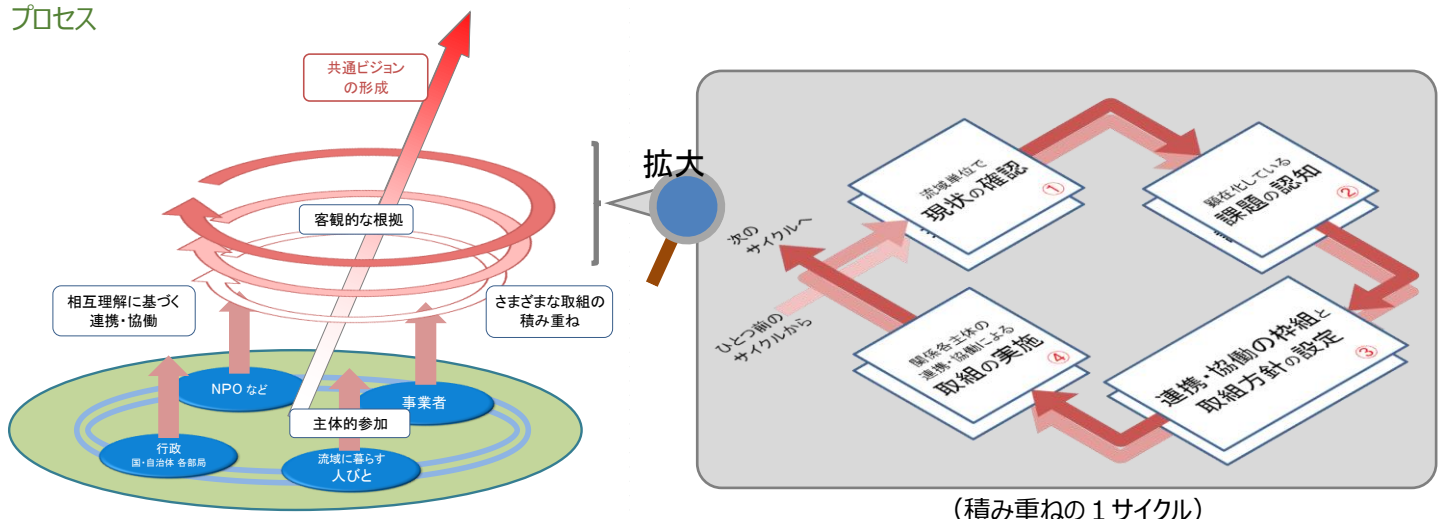 プロセス
共通ビジョン
の形成
客観的な根拠
相互理解に基づく
連携・協働
さまざまな取組の
積み重ね
NPO など
事業者
主体的参加
行政
国・自治体 各部局
流域に暮らす
人びと
拡大
流域単位で
現状の確認
①
顕在化している
課題の認知
②
連携・協働の枠組と
取組方針の設定
③
関係各主体の
連携・協働による
取組の実施
④
次の
サイクルへ
ひとつ前の
サイクルから
(積み重ねの１サイクル)